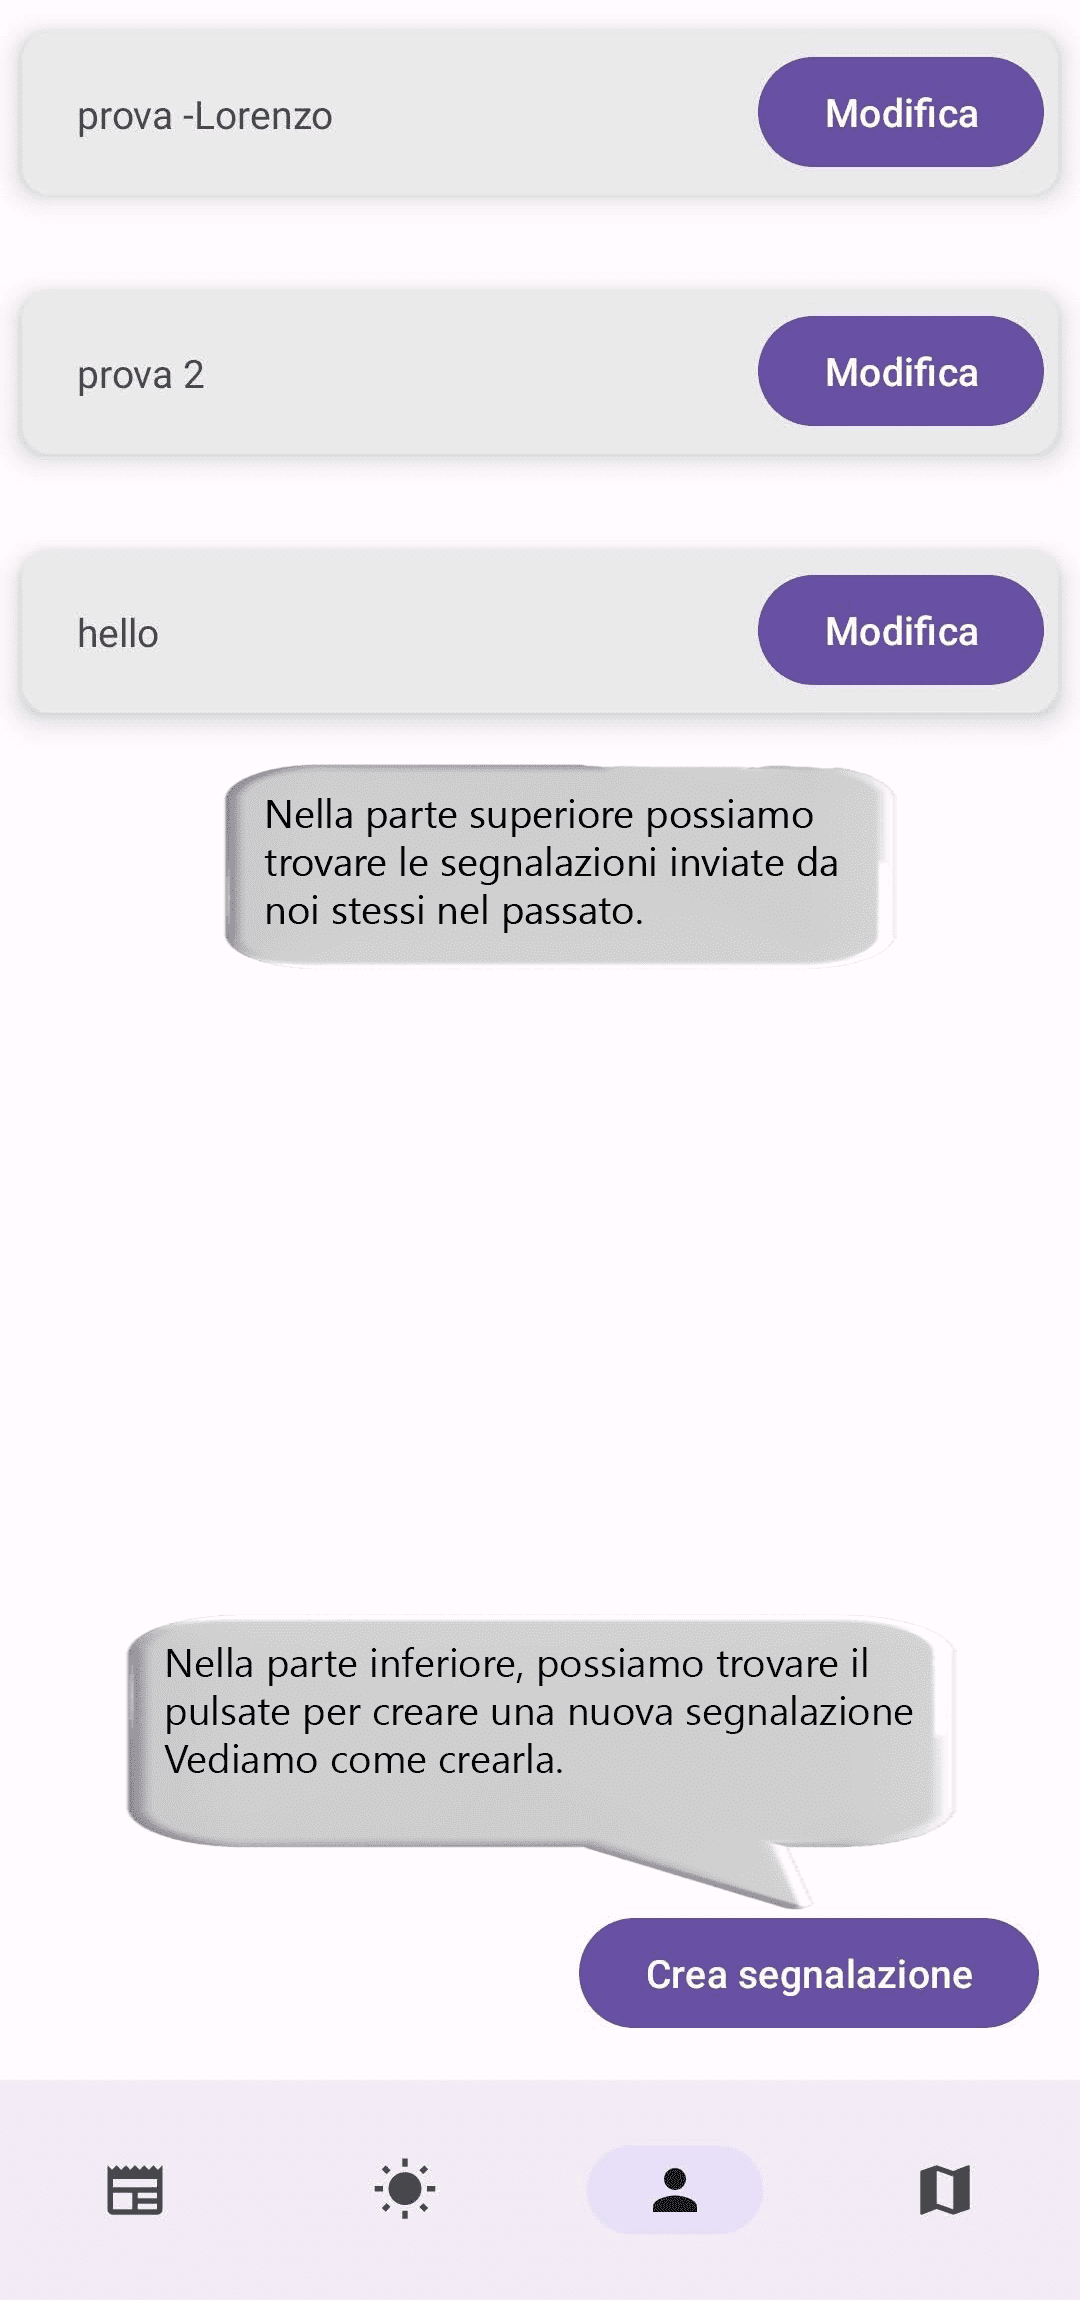 prova -Lorenzo
Modifica
prova 2
Modifica
hello
Modifica
Nella parte superiore possiamo
trovare le segnalazioni inviate da
noi stessi nel passato.
Nella parte inferiore, possiamo trovare il
pulsate per creare una nuova segnalazione
Vediamo come crearla.
Crea segnalazione